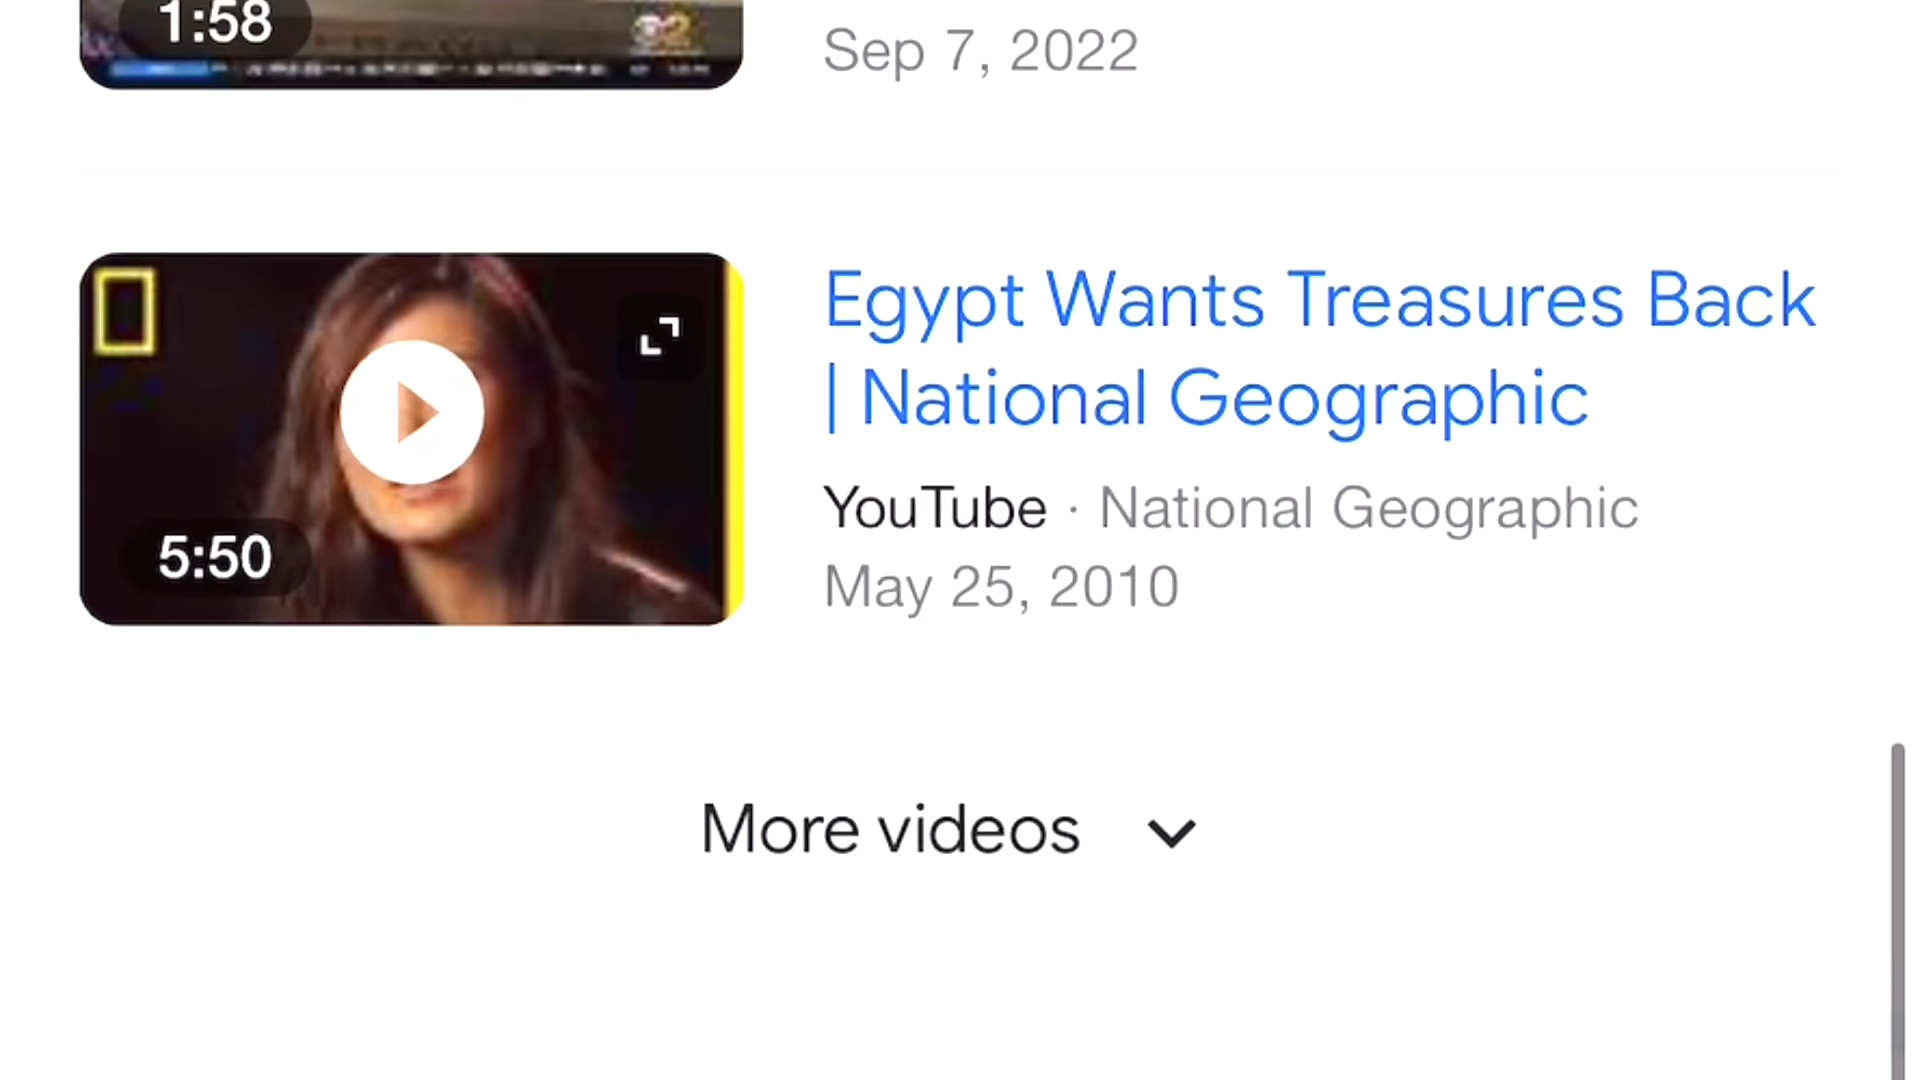 1:58
Sep 7, 2022
Egypt Wants Treasures Back
| National Geographic
YouTube · National Geographic
May 25, 2010
5:50
More videos